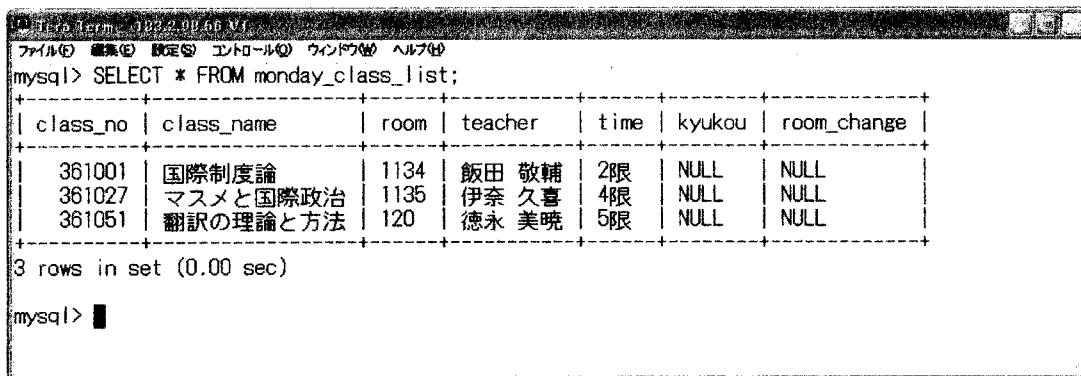 ファイル(F) 編集(E) 設定(S) コントロール(O) ウィンドウ(W) ヘルプ(H)
mysql> SELECT * FROM monday_class_list;
+----------+------------------+------+-----------+------+--------+-------------+
| class_no | class_name | room | teacher | time | kyukou | room_change |
+----------+------------------+------+-----------+------+--------+-------------+
| 361001 | 国際制度論 | 1134 | 飯田 敬輔 | 2限 | NULL | NULL |
| 361027 | マスメと国際政治 | 1135 | 伊奈 久喜 | 4限 | NULL | NULL |
| 361051 | 翻訳の理論と方法 | 120 | 徳永 美暁 | 5限 | NULL | NULL |
+----------+------------------+------+-----------+------+--------+-------------+
3 rows in set (0.00 sec)
mysql>